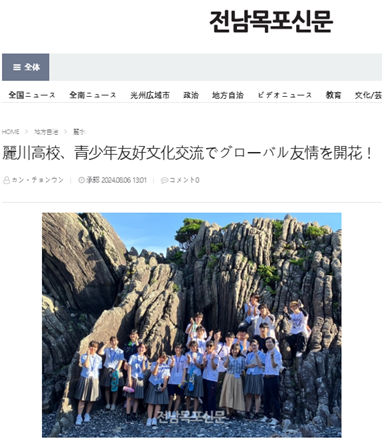 전남목포신문
≡ 全体
全国ニュース 全南ニュース 光州広域市 政治 地方自治 ビデオニュース 教育 文化/芸
HOME > 地方自治 > 麗水
麗川高校、青少年友好文化交流でグローバル友情を開花！
カン・チョンウン 承認 2024.08.06 13:01 コメント0
전남목포신문